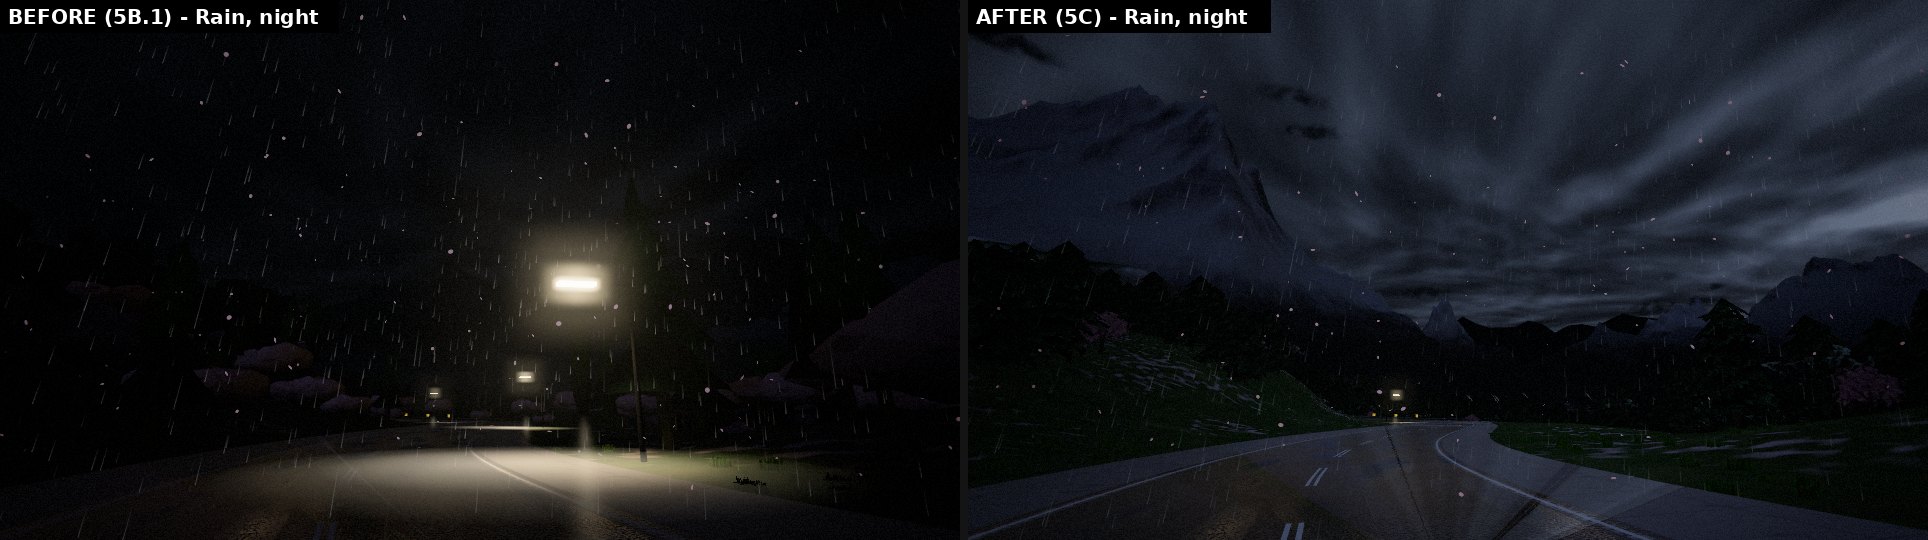 BEFORE (5B.1) - Rain, night
AFTER (5C) - Rain, night